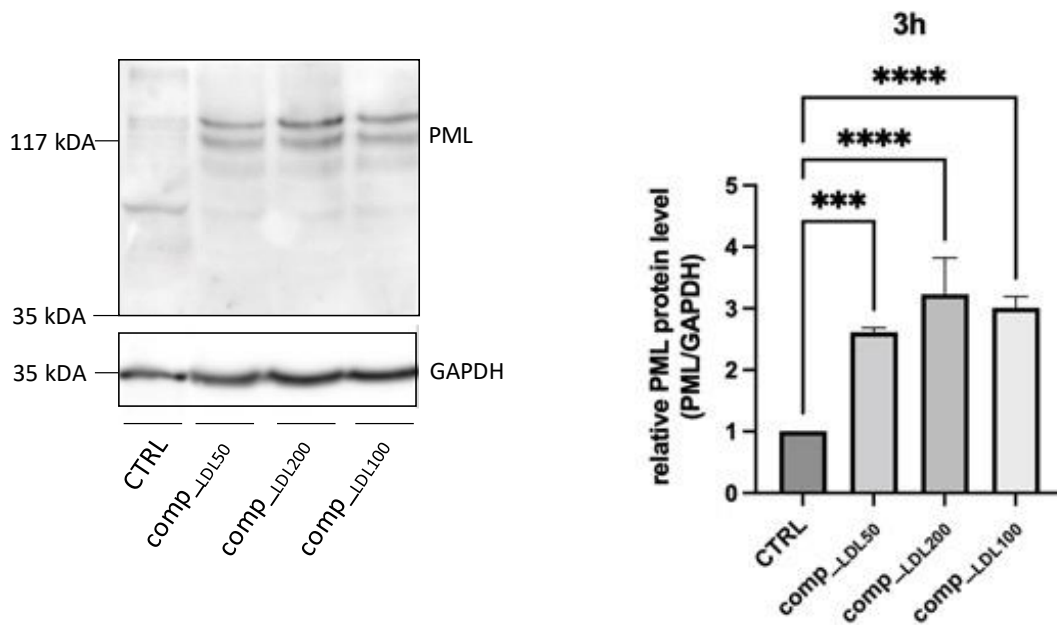 117 kDA
PML
35 kDA
35 kDA
GAPDH
CTRL
comp_LDL50
comp_LDL200
comp_LDL100
3h
****
****
***
relative PML protein level
(PML/GAPDH)
5
4
3
2
1
0
CTRL
comp_LDL50
comp_LDL200
comp_LDL100